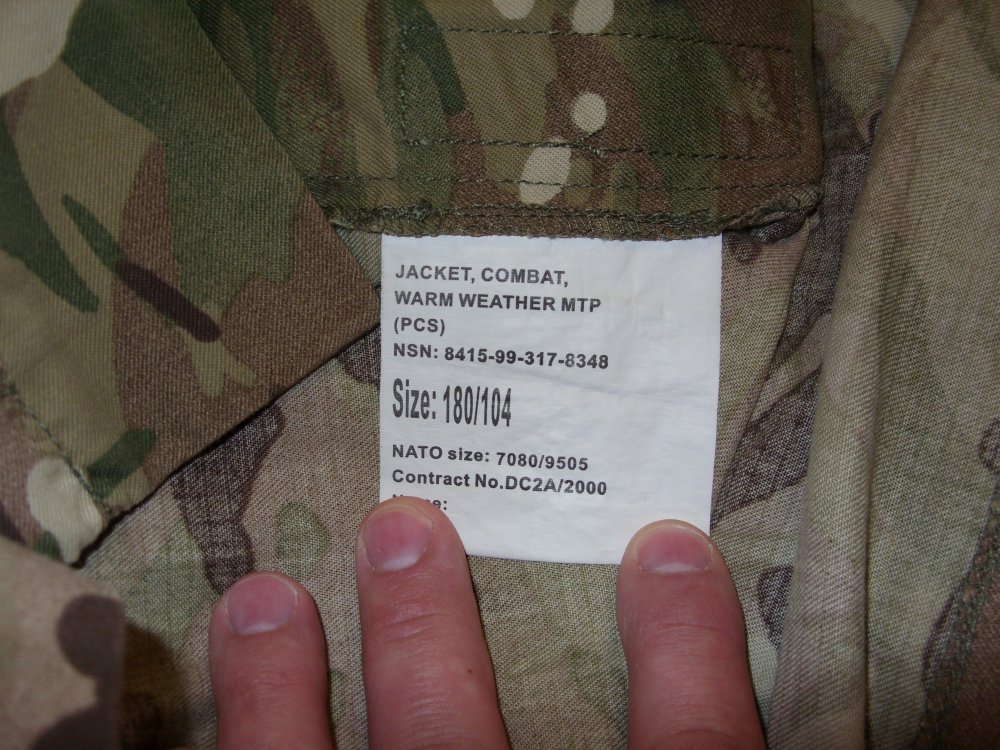 JACKET, COMBAT,
WARM WEATHER MTP
(PCS)
NSN: 8415-99-317-8348
Size: 180/104
NATO size: 7080/9505
Contract No.DC2A/2000